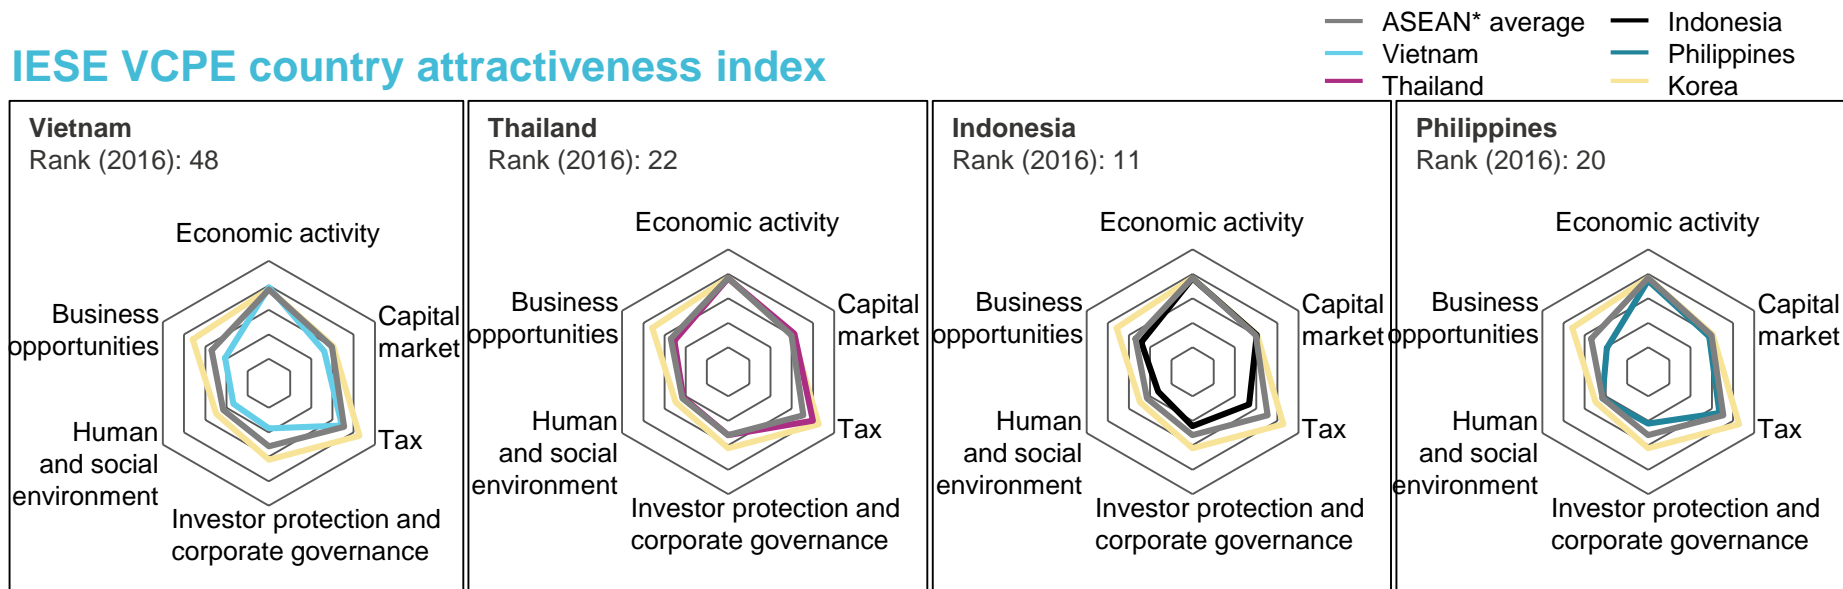 IESE VCPE country attractiveness index
ASEAN* average
Vietnam
Thailand
Indonesia
Philippines
Korea
Vietnam
Rank (2016): 48
Economic activity
Capital
market
Tax
Investor protection and
corporate governance
Human
and social
environment
Business
opportunities
Thailand
Rank (2016): 22
Economic activity
Capital
market
Tax
Investor protection and
corporate governance
Human
and social
environment
Business
opportunities
Indonesia
Rank (2016): 11
Economic activity
Capital
market
Tax
Investor protection and
corporate governance
Human
and social
environment
Business
opportunities
Philippines
Rank (2016): 20
Economic activity
Capital
market
Tax
Investor protection and
corporate governance
Human
and social
environment
Business
opportunities